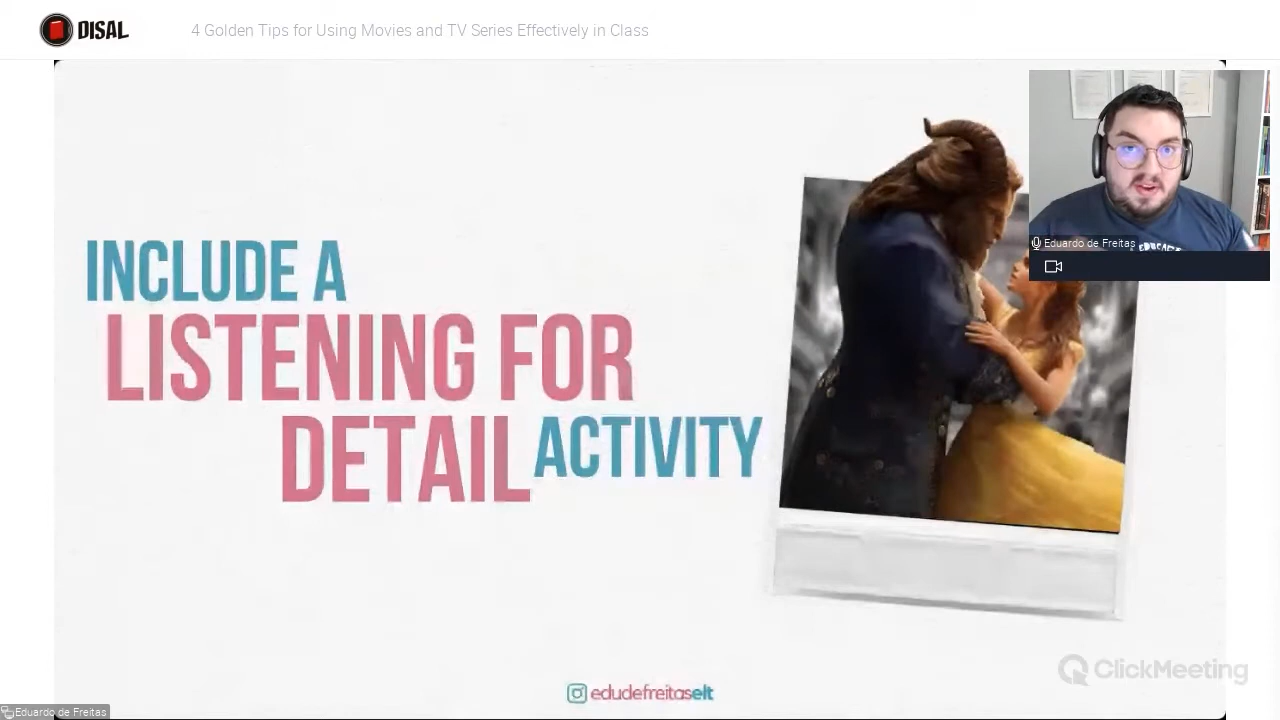 DISAL
4 Golden Tips for Using Movies and TV Series Effectively in Class
INCLUDE A
LISTENING FOR
DETAIL ACTIVITY
Eduardo de Freitas
ClickMeeting
edudefreitaselt
Eduardo de Freitas